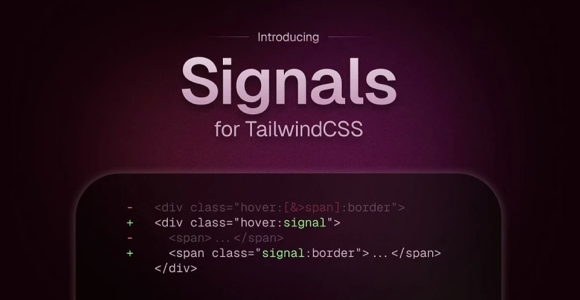 Introducing
Signals
for TailwindCSS
- <div class="hover:[&>span]:border">
+ <div class="hover:signal">
-   <span>...</span>
+   <span class="signal:border">...</span>
</div>